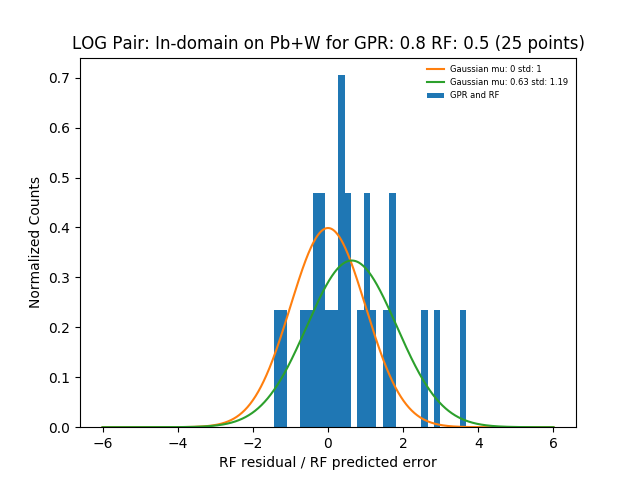 LOG Pair: In-domain on Pb+W for GPR: 0.8 RF: 0.5 (25 points)
Gaussian mu: 0 std: 1
Gaussian mu: 0.63 std: 1.19
GPR and RF
Normalized Counts
0.7
0.6
0.5
0.4
0.3
0.2
0.1
0.0
−6 −4 −2 0 2 4 6
RF residual / RF predicted error